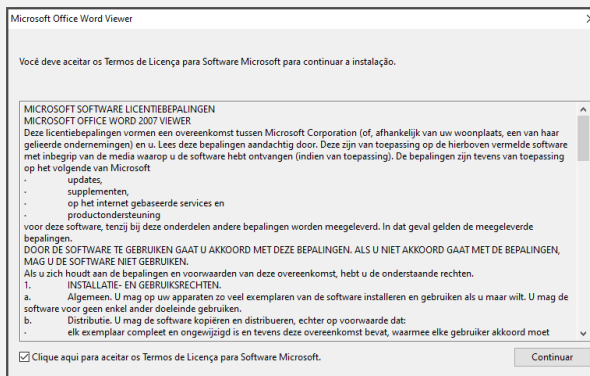 Microsoft Office Word Viewer
Você deve aceitar os Termos de Licença para Software Microsoft para continuar a instalação.
MICROSOFT SOFTWARE LICENTIEBEPALINGEN
MICROSOFT OFFICE WORD 2007 VIEWER
Deze licentiebepalingen vormen een overeenkomst tussen Microsoft Corporation (of, afhankelijk van uw woonplaats, een van haar
gelieerde ondernemingen) en u. Lees deze bepalingen aandachtig door. Deze zijn van toepassing op de hierboven vermelde software
met inbegrip van de media waarop u de software hebt ontvangen (indien van toepassing). De bepalingen zijn tevens van toepassing
op het volgende van Microsoft
· updates,
· supplementen,
· op het internet gebaseerde services en
· productondersteuning
voor deze software, tenzij bij deze onderdelen andere bepalingen worden meegeleverd. In dat geval gelden de meegeleverde
bepalingen.
DOOR DE SOFTWARE TE GEBRUIKEN GAAT U AKKOORD MET DEZE BEPALINGEN. ALS U NIET AKKOORD GAAT MET DE BEPALINGEN,
MAG U DE SOFTWARE NIET GEBRUIKEN.
Als u zich houdt aan de bepalingen en voorwaarden van deze overeenkomst, hebt u de onderstaande rechten.
1. INSTALLATIE- EN GEBRUIKSRECHTEN.
a. Algemeen. U mag op uw apparaten zo veel exemplaren van de software installeren en gebruiken als u maar wilt. U mag de
software voor geen enkel ander doeleinde gebruiken.
b. Distributie. U mag de software kopiëren en distribueren, echter op voorwaarde dat:
· elk exemplaar compleet en ongewijzigd is en tevens deze overeenkomst bevat, waarmee elke gebruiker akkoord moet
Clique aqui para aceitar os Termos de Licença para Software Microsoft.
Continuar